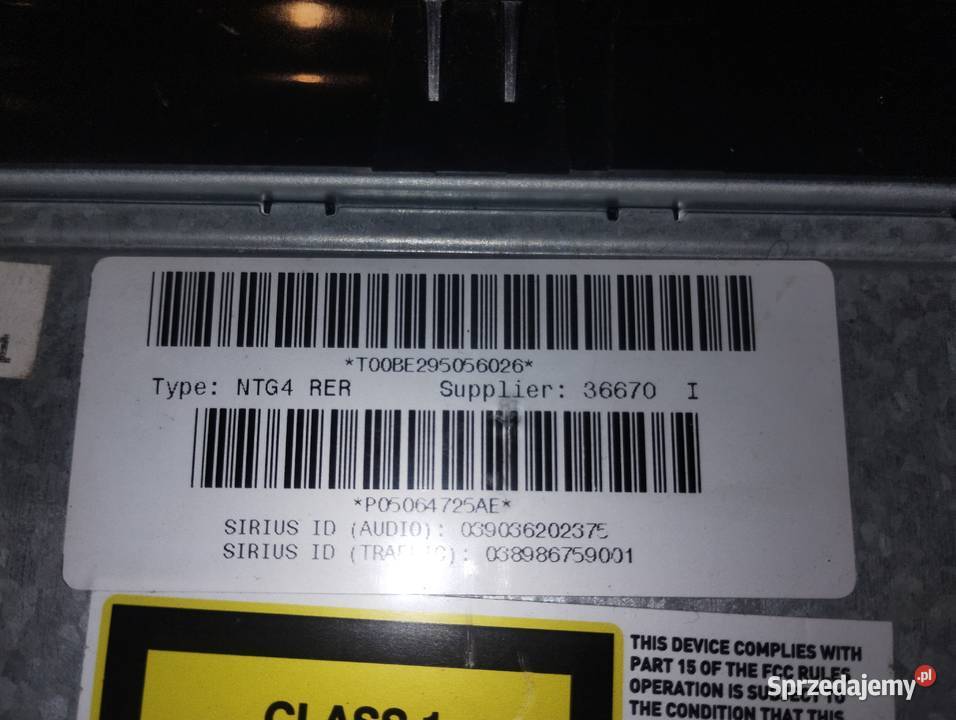 *T00BE295056026*
Type: NTG4 RER Supplier: 36670 I
*P05064725AE*
SIRIUS ID (AUDIO): 039036202375
SIRIUS ID (TRAFFIC): 038986759001
CLASS 1
THIS DEVICE COMPLIES WITH
PART 15 OF THE FCC RULES
OPERATION IS SUBJECT TO
THE CONDITION THAT THIS
Sprzedajemy.pl